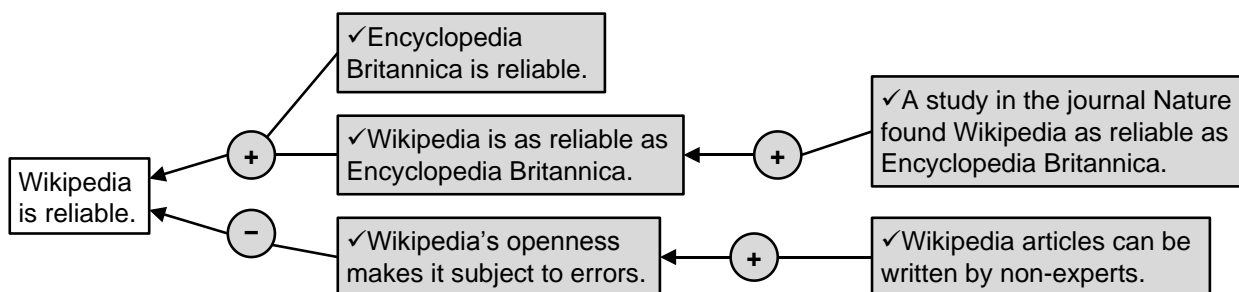 ✓Encyclopedia
Britannica is reliable.
✓Wikipedia is as reliable as
Encyclopedia Britannica.
✓A study in the journal Nature
found Wikipedia as reliable as
Encyclopedia Britannica.
+
+
Wikipedia
is reliable.
−
✓Wikipedia’s openness
makes it subject to errors.
+
✓Wikipedia articles can be
written by non-experts.